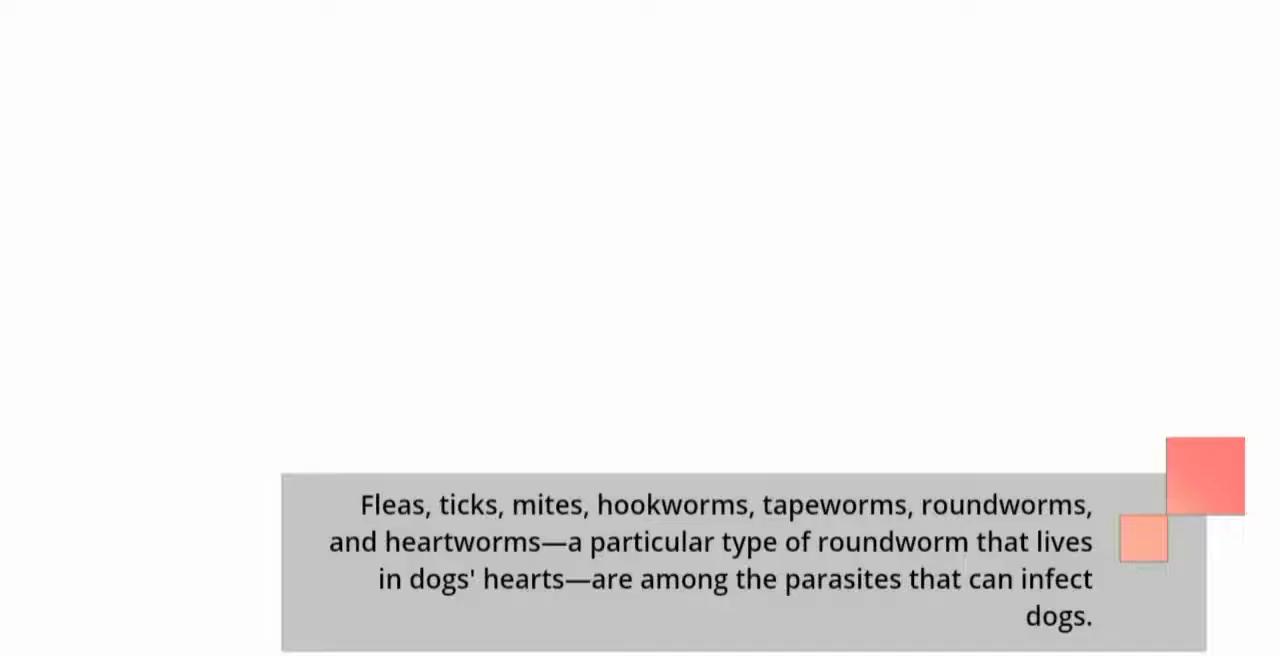 Fleas, ticks, mites, hookworms, tapeworms, roundworms,
and heartworms—a particular type of roundworm that lives
in dogs' hearts—are among the parasites that can infect
dogs.